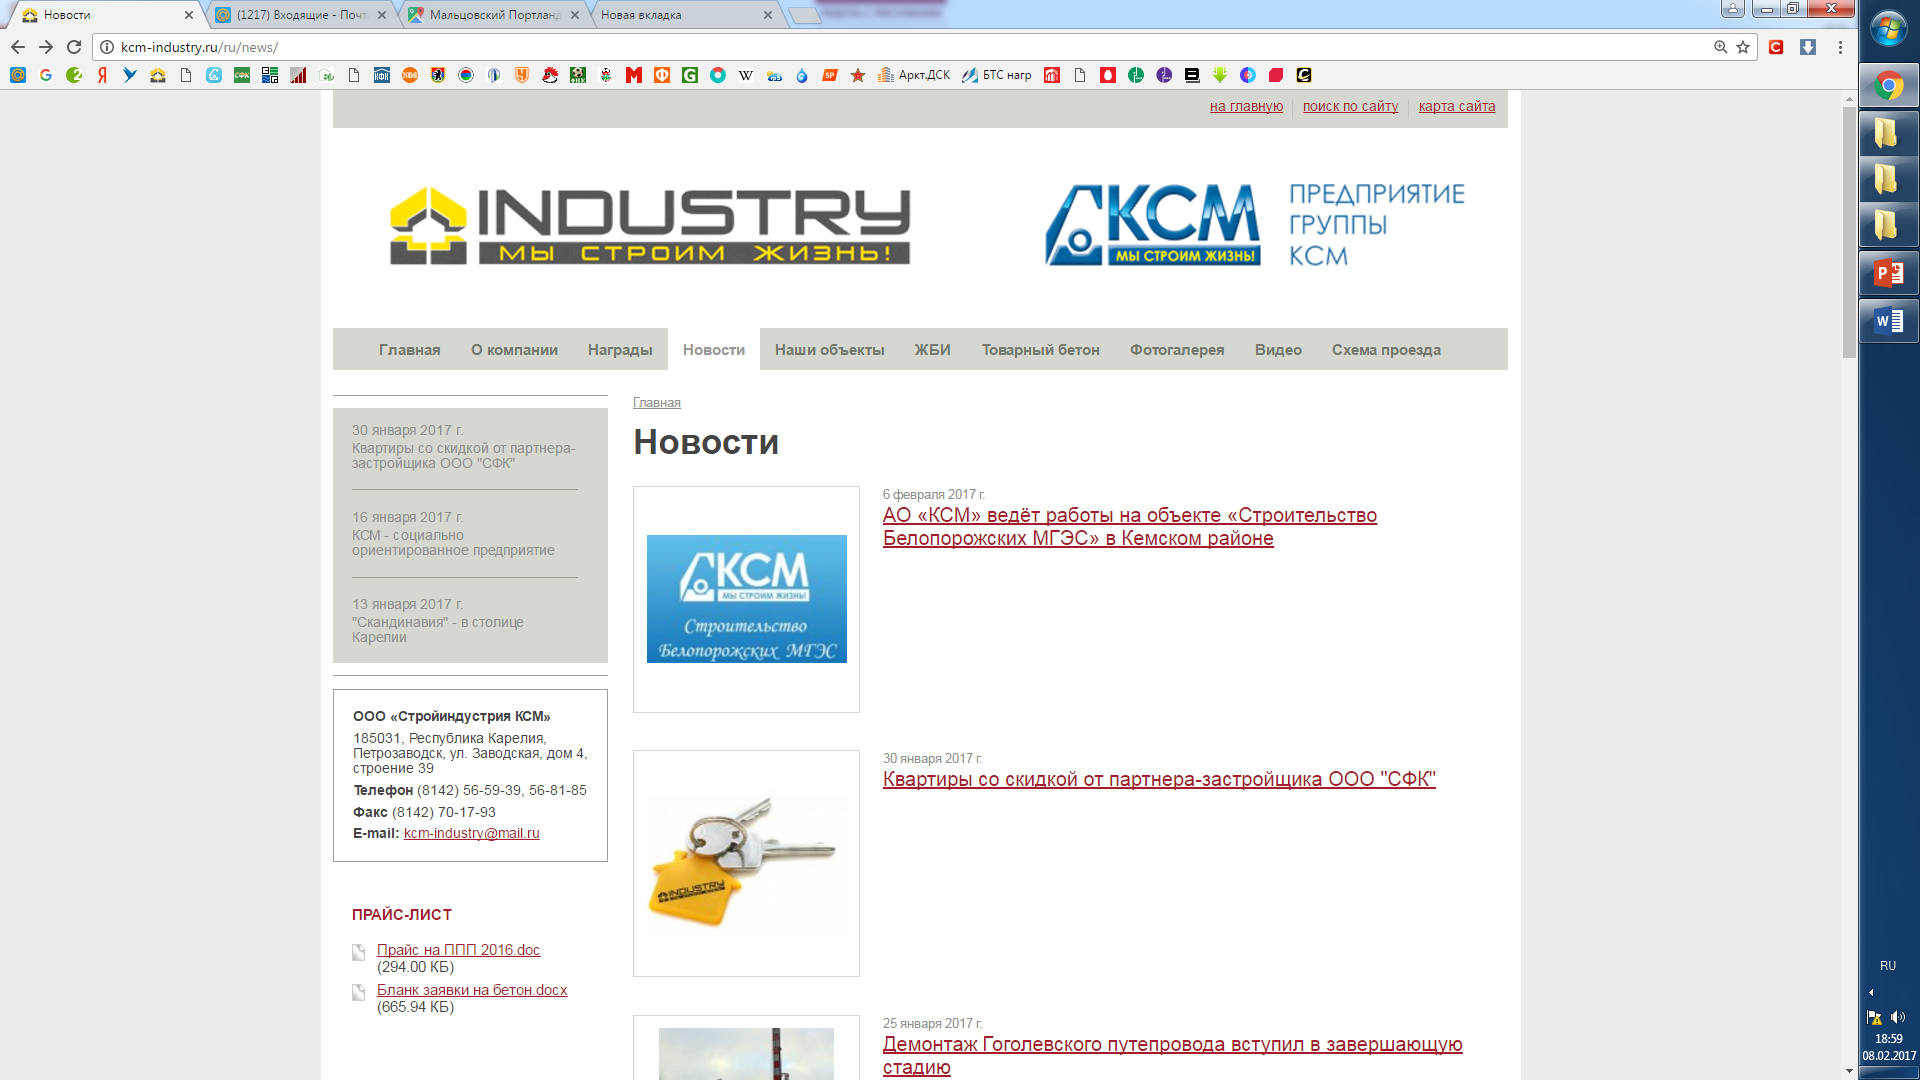 Новости
(1217) Входящие - Почт
Мальцовский Портланд
Новая вкладка
kcm-industry.ru/ru/news/
Аркт.ДСК
БТС нагр
на главную
поиск по сайту
карта сайта
INDUSTRY
МЫ СТРОИМ ЖИЗНЬ!
КСМ
МЫ СТРОИМ ЖИЗНЬ!
ПРЕДПРИЯТИЕ
ГРУППЫ
КСМ
Главная
О компании
Награды
Новости
Наши объекты
ЖБИ
Товарный бетон
Фотогалерея
Видео
Схема проезда
30 января 2017 г.
Квартиры со скидкой от партнера-
застройщика ООО "СФК"
16 января 2017 г.
КСМ - социально
ориентированное предприятие
13 января 2017 г.
"Скандинавия" - в столице
Карелии
ООО «Стройиндустрия КСМ»
185031, Республика Карелия,
Петрозаводск, ул. Заводская, дом 4,
строение 39
Телефон (8142) 56-59-39, 56-81-85
Факс (8142) 70-17-93
E-mail: kcm-industry@mail.ru
ПРАЙС-ЛИСТ
Прайс на ППП 2016.doc
(294.00 КБ)
Бланк заявки на бетон.docx
(665.94 КБ)
Главная
Новости
КСМ
МЫ СТРОИМ ЖИЗНЬ!
Строительство
Белопорожских МГЭС
6 февраля 2017 г.
АО «КСМ» ведёт работы на объекте «Строительство
Белопорожских МГЭС» в Кемском районе
INDUSTRY
30 января 2017 г.
Квартиры со скидкой от партнера-застройщика ООО "СФК"
25 января 2017 г.
Демонтаж Гоголевского путепровода вступил в завершающую
стадию
RU
18:59
08.02.2017